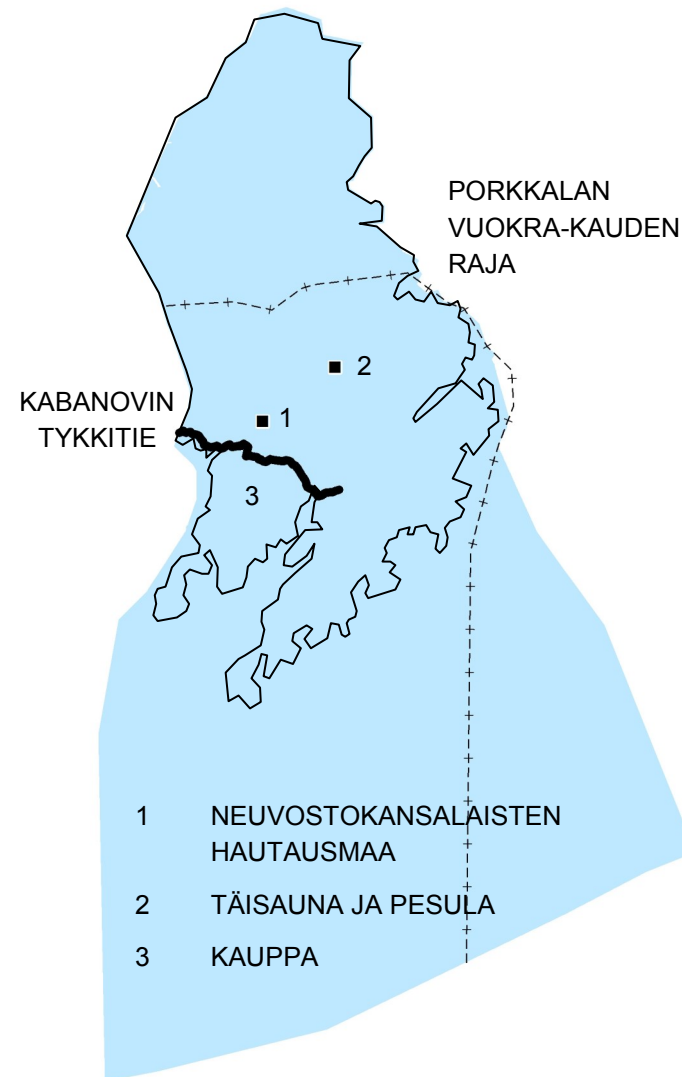 PORKKALAN
VUOKRA-KAUDEN
RAJA
2
KABANOVIN
TYKKITIE
1
3
1 NEUVOSTOKANSALAISTEN
HAUTAUSMAA
2 TÄISAUNA JA PESULA
3 KAUPPA